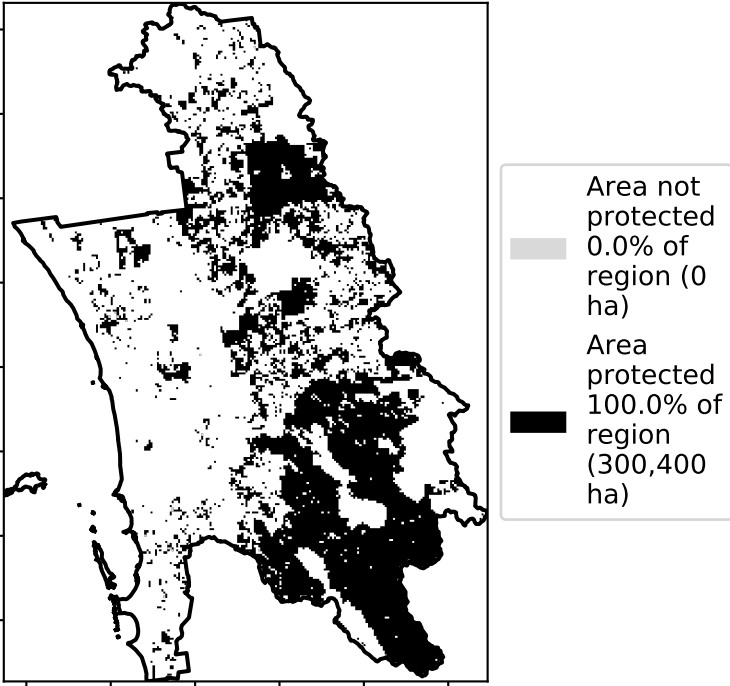 Area not
protected
0.0% of
region (0
ha)
Area
protected
100.0% of
region
(300,400
ha)